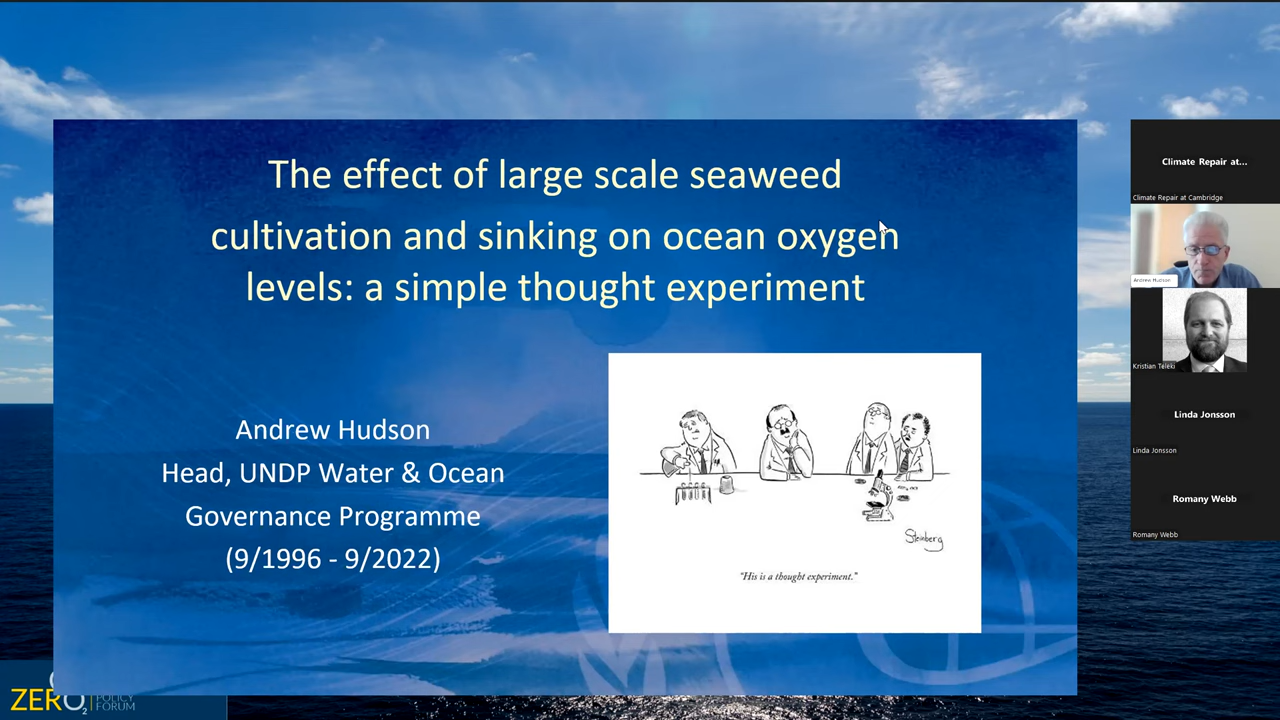 The effect of large scale seaweed
cultivation and sinking on ocean oxygen
levels: a simple thought experiment
Andrew Hudson
Head, UNDP Water & Ocean
Governance Programme
(9/1996 - 9/2022)
Steinberg
"His is a thought experiment."
Climate Repair at...
Climate Repair at Cambridge
Andrew Hudson
Kristian Teleki
Linda Jonsson
Linda Jonsson
Romany Webb
Romany Webb
ZERO2
POLICY
FORUM